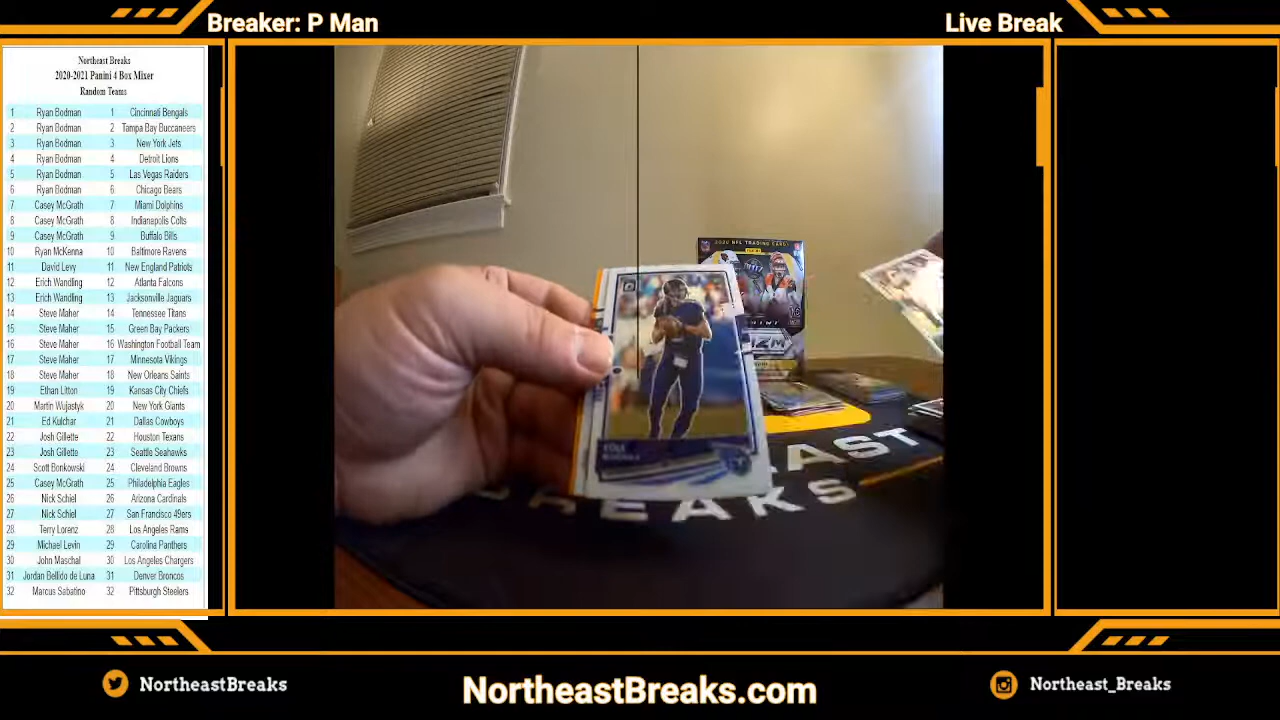 Breaker: P Man
Live Break
Northeast Breaks
2020-2021 Panini 4 Box Mixer
Random Teams
1 Ryan Bodman 1 Cincinnati Bengals
2 Ryan Bodman 2 Tampa Bay Buccaneers
3 Ryan Bodman 3 New York Jets
4 Ryan Bodman 4 Detroit Lions
5 Ryan Bodman 5 Las Vegas Raiders
6 Ryan Bodman 6 Chicago Bears
7 Casey McGrath 7 Miami Dolphins
8 Casey McGrath 8 Indianapolis Colts
9 Casey McGrath 9 Buffalo Bills
10 Ryan McKenna 10 Baltimore Ravens
11 David Levy 11 New England Patriots
12 Erich Wandling 12 Atlanta Falcons
13 Erich Wandling 13 Jacksonville Jaguars
14 Steve Maher 14 Tennessee Titans
15 Steve Maher 15 Green Bay Packers
16 Steve Maher 16 Washington Football Team
17 Steve Maher 17 Minnesota Vikings
18 Steve Maher 18 New Orleans Saints
19 Ethan Litton 19 Kansas City Chiefs
20 Martin Wujastyk 20 New York Giants
21 Ed Kulchar 21 Dallas Cowboys
22 Josh Gillette 22 Houston Texans
23 Josh Gillette 23 Seattle Seahawks
24 Scott Bonkowski 24 Cleveland Browns
25 Casey McGrath 25 Philadelphia Eagles
26 Nick Schiel 26 Arizona Cardinals
27 Nick Schiel 27 San Francisco 49ers
28 Terry Lorenz 28 Los Angeles Rams
29 Michael Levin 29 Carolina Panthers
30 John Maschal 30 Los Angeles Chargers
31 Jordan Bellido de Luna 31 Denver Broncos
32 Marcus Sabatino 32 Pittsburgh Steelers
2020 NFL TRADING CARDS
PANINI
COLE
EAST
BREAKS
NortheastBreaks
NortheastBreaks.com
Northeast_Breaks